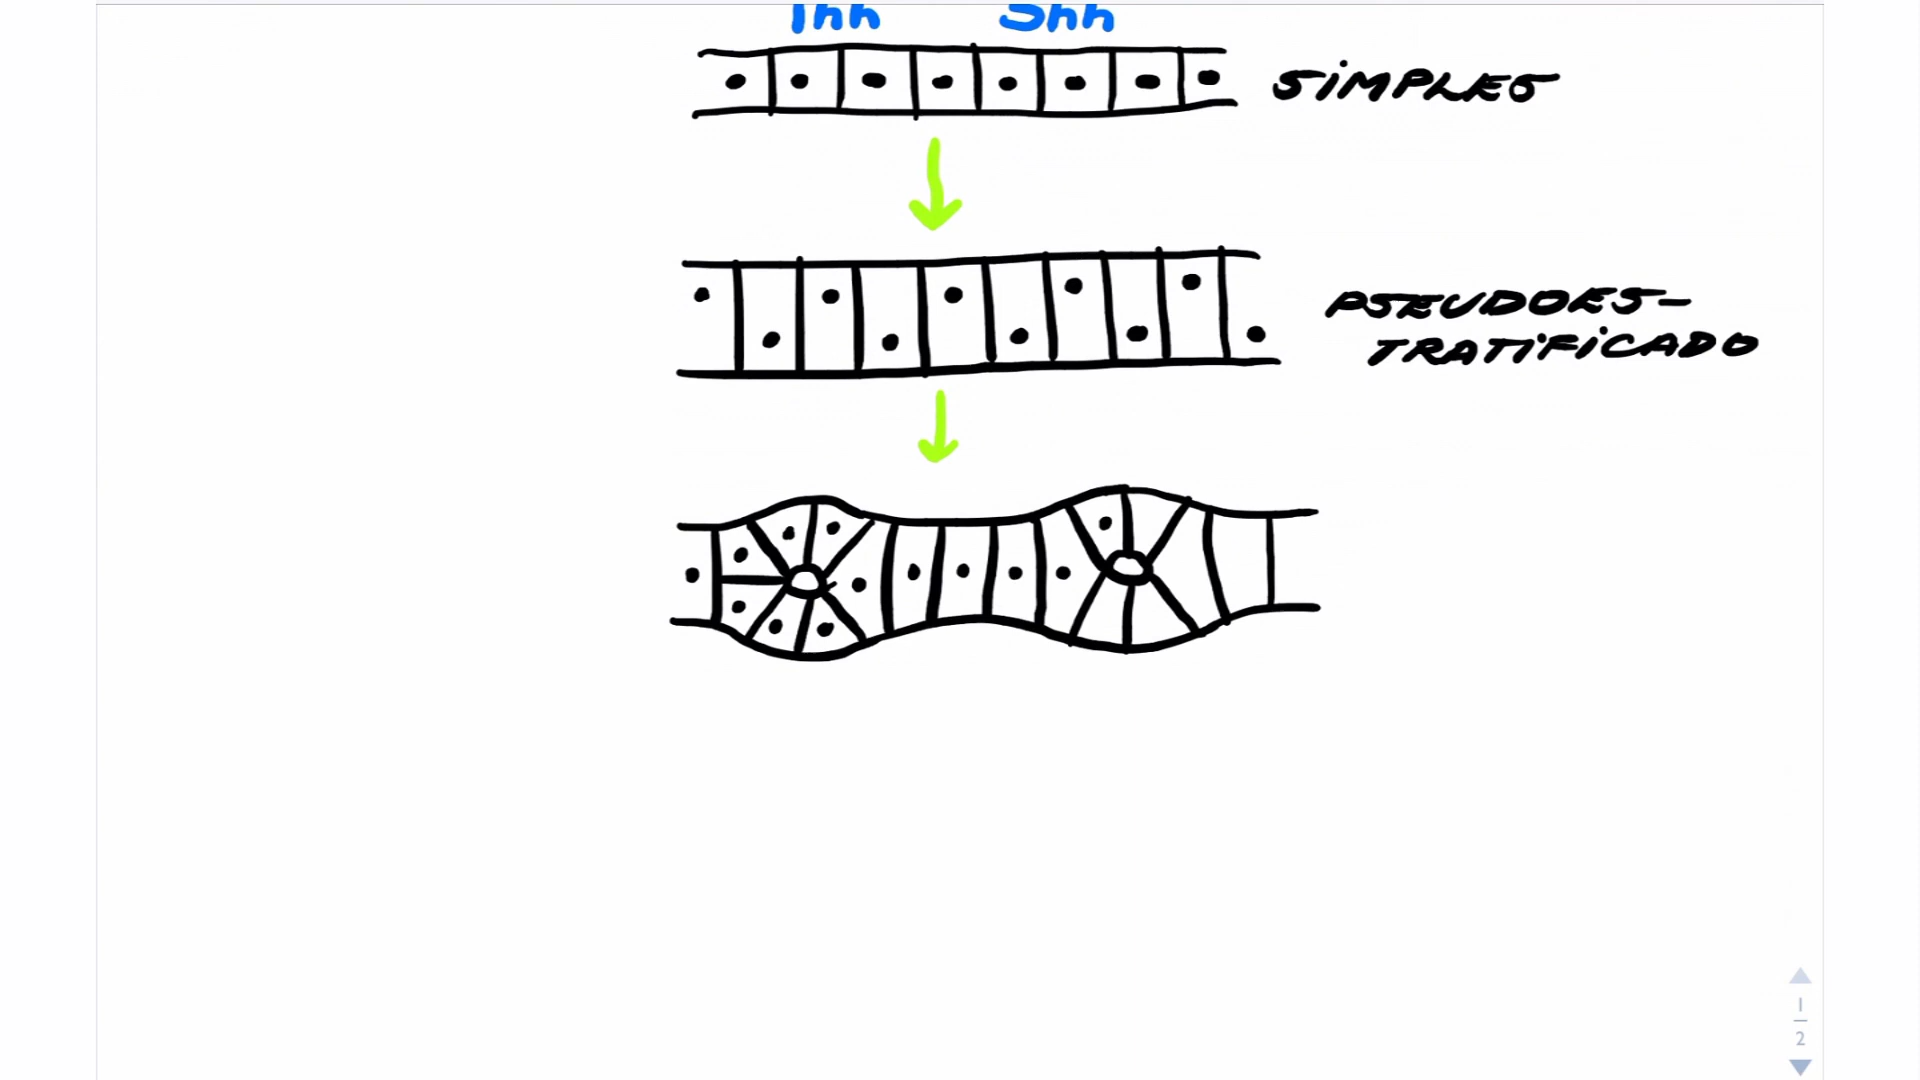 Ihh Shh
SiMPLES
PSEUDOES-
TRATiFiCADO
1
2